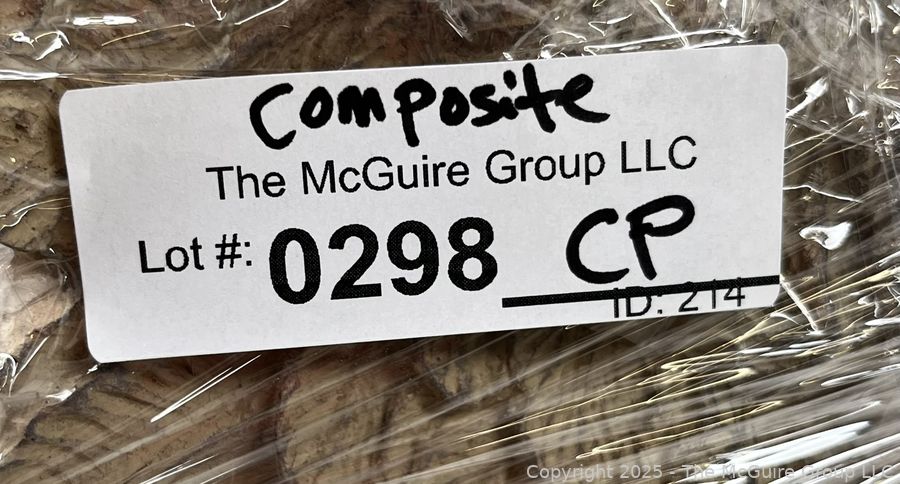 composite
The McGuire Group LLC
Lot #: 0298 CP
ID: 214
Copyright 2025 - The McGuire Group LLC